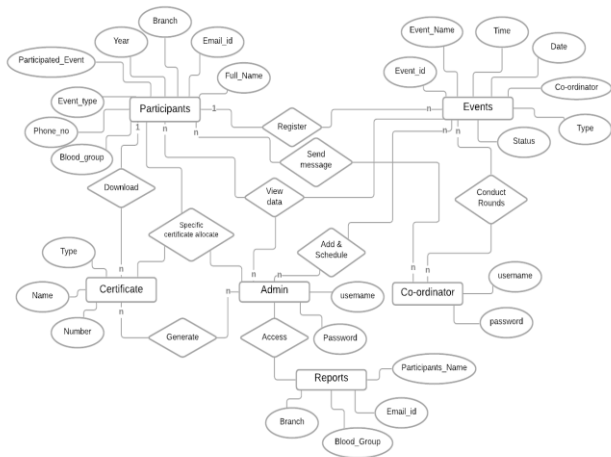 Branch
Event_Name
Time
Year
Email_id
Date
Participated_Event
Full_Name
Event_id
Co-ordinator
Event_type
Participants
1
n
Events
Phone_no
1
n
n
n
n
Register
Type
Blood_group
Send
message
Status
Download
View
data
Conduct
Rounds
Specific
certificate allocate
Add &
Schedule
Type
n
n
n
n
n
username
Name
Certificate
n
Admin
username
Co-ordinator
n
Number
Generate
Access
Password
password
Reports
Participants_Name
Branch
Email_id
Blood_Group